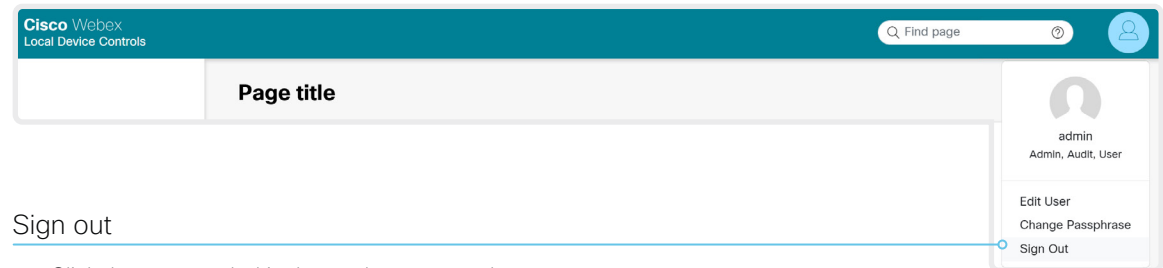 Cisco Webex
Local Device Controls
Find page
Page title
admin
Admin, Audit, User
Edit User
Change Passphrase
Sign Out
Sign out